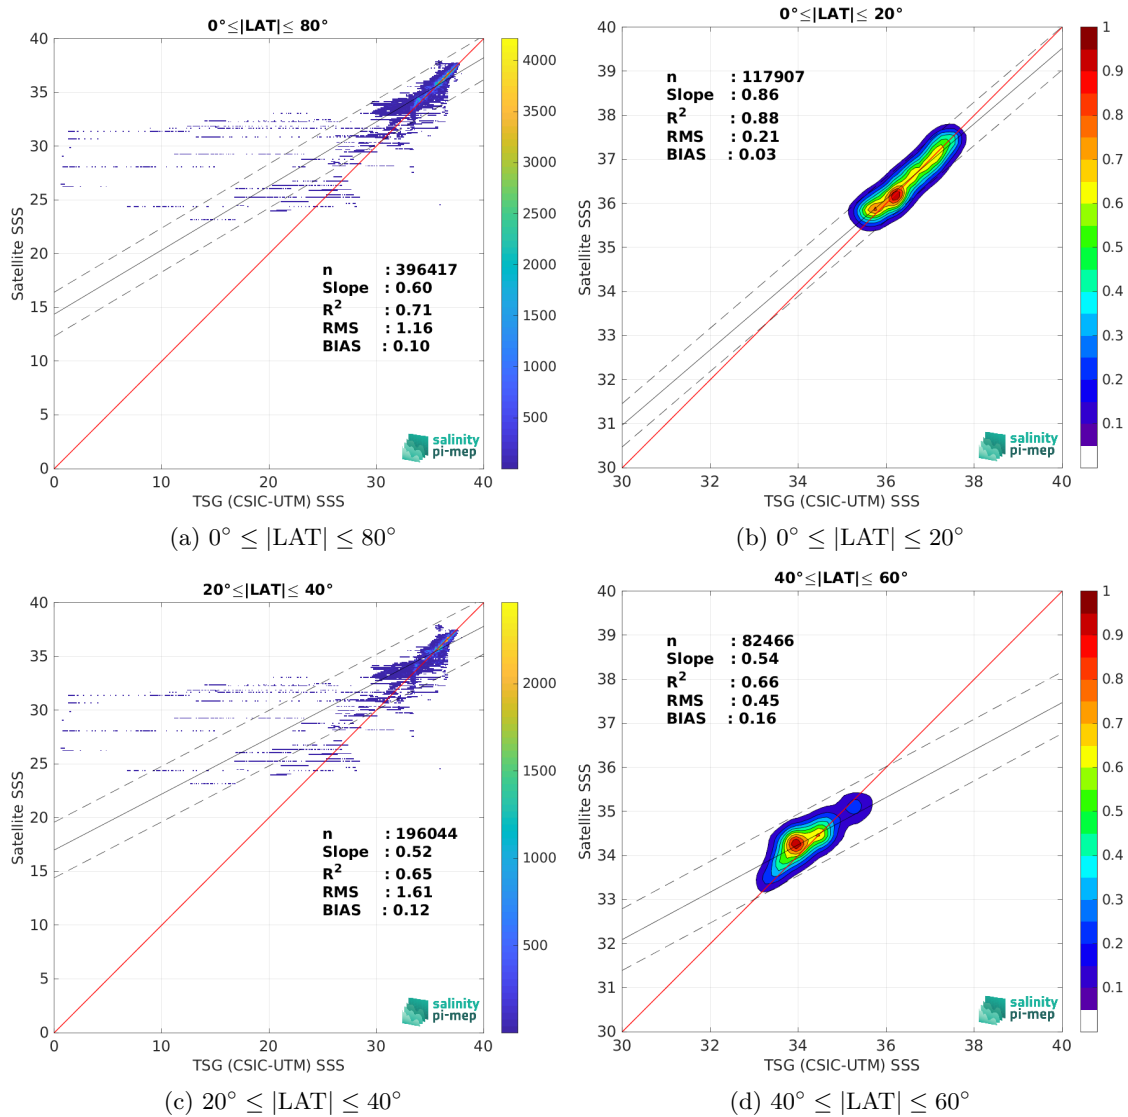 0°≤|LAT|≤ 80°
40
35
30
25
20
15
10
5
0
Satellite SSS
n : 396417
Slope : 0.60
R² : 0.71
RMS : 1.16
BIAS : 0.10
salinity
pi-mep
0 10 20 30 40
TSG (CSIC-UTM) SSS
4000
3500
3000
2500
2000
1500
1000
500
(a) 0° ≤ |LAT| ≤ 80°
0°≤|LAT|≤ 20°
40
39
38
37
36
35
34
33
32
31
30
Satellite SSS
n : 117907
Slope : 0.86
R² : 0.88
RMS : 0.21
BIAS : 0.03
salinity
pi-mep
30 32 34 36 38 40
TSG (CSIC-UTM) SSS
1
0.9
0.8
0.7
0.6
0.5
0.4
0.3
0.2
0.1
(b) 0° ≤ |LAT| ≤ 20°
20°≤|LAT|≤ 40°
40
35
30
25
20
15
10
5
0
Satellite SSS
n : 196044
Slope : 0.52
R² : 0.65
RMS : 1.61
BIAS : 0.12
salinity
pi-mep
0 10 20 30 40
TSG (CSIC-UTM) SSS
2000
1500
1000
500
(c) 20° ≤ |LAT| ≤ 40°
40°≤|LAT|≤ 60°
40
39
38
37
36
35
34
33
32
31
30
Satellite SSS
n : 82466
Slope : 0.54
R² : 0.66
RMS : 0.45
BIAS : 0.16
salinity
pi-mep
30 32 34 36 38 40
TSG (CSIC-UTM) SSS
1
0.9
0.8
0.7
0.6
0.5
0.4
0.3
0.2
0.1
(d) 40° ≤ |LAT| ≤ 60°